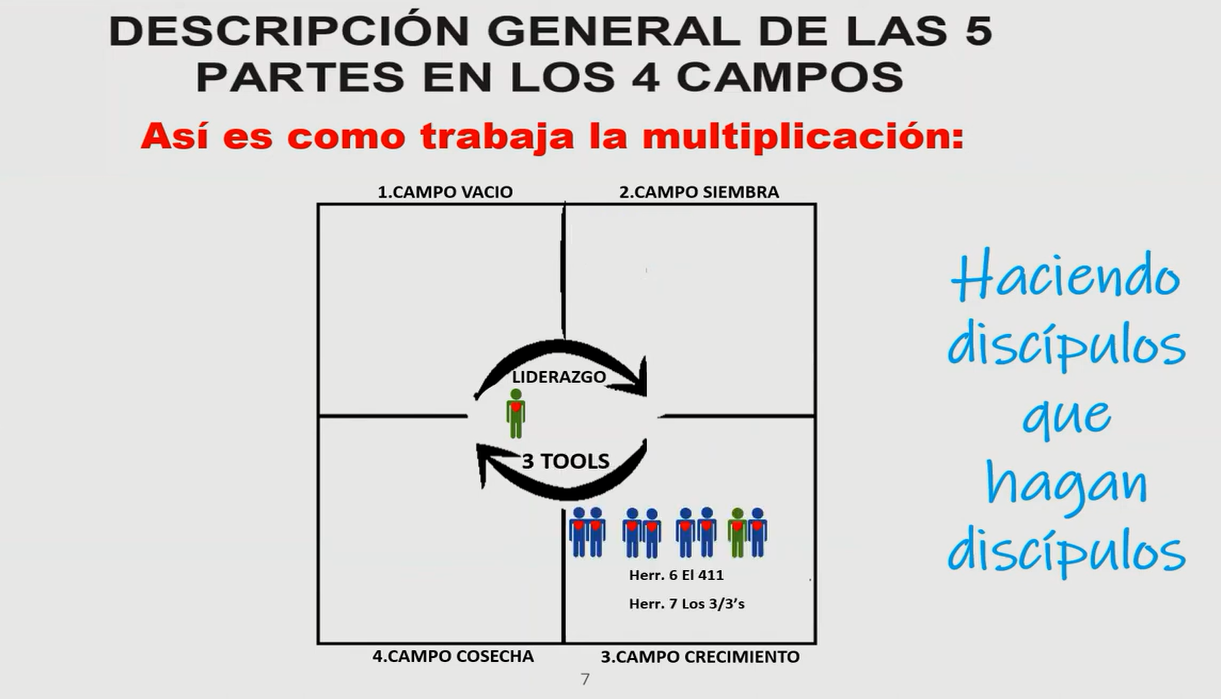 DESCRIPCIÓN GENERAL DE LAS 5
PARTES EN LOS 4 CAMPOS
Así es como trabaja la multiplicación:
1.CAMPO VACIO
2.CAMPO SIEMBRA
LIDERAZGO
3 TOOLS
Herr. 6 El 411
Herr. 7 Los 3/3’s
4.CAMPO COSECHA
3.CAMPO CRECIMIENTO
Haciendo
discípulos
que
hagan
discípulos
7